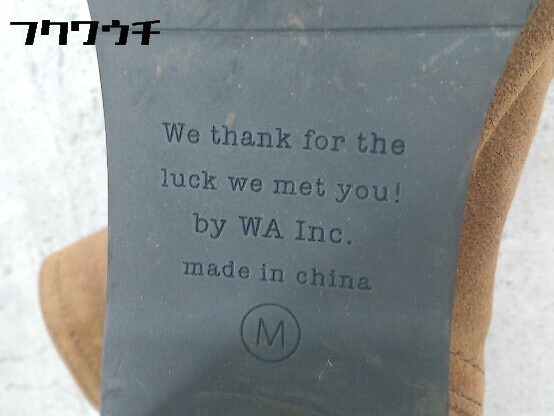 フクワウチ
We thank for the
luck we met you!
by WA Inc.
made in china
M